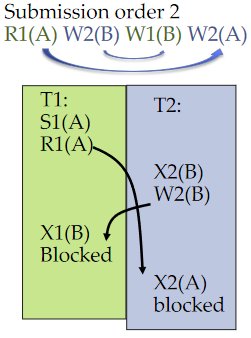 Submission order 2
R1(A) W2(B) W1(B) W2(A)
T1:
S1(A)
R1(A)
X1(B)
Blocked
T2:
X2(B)
W2(B)
X2(A)
blocked